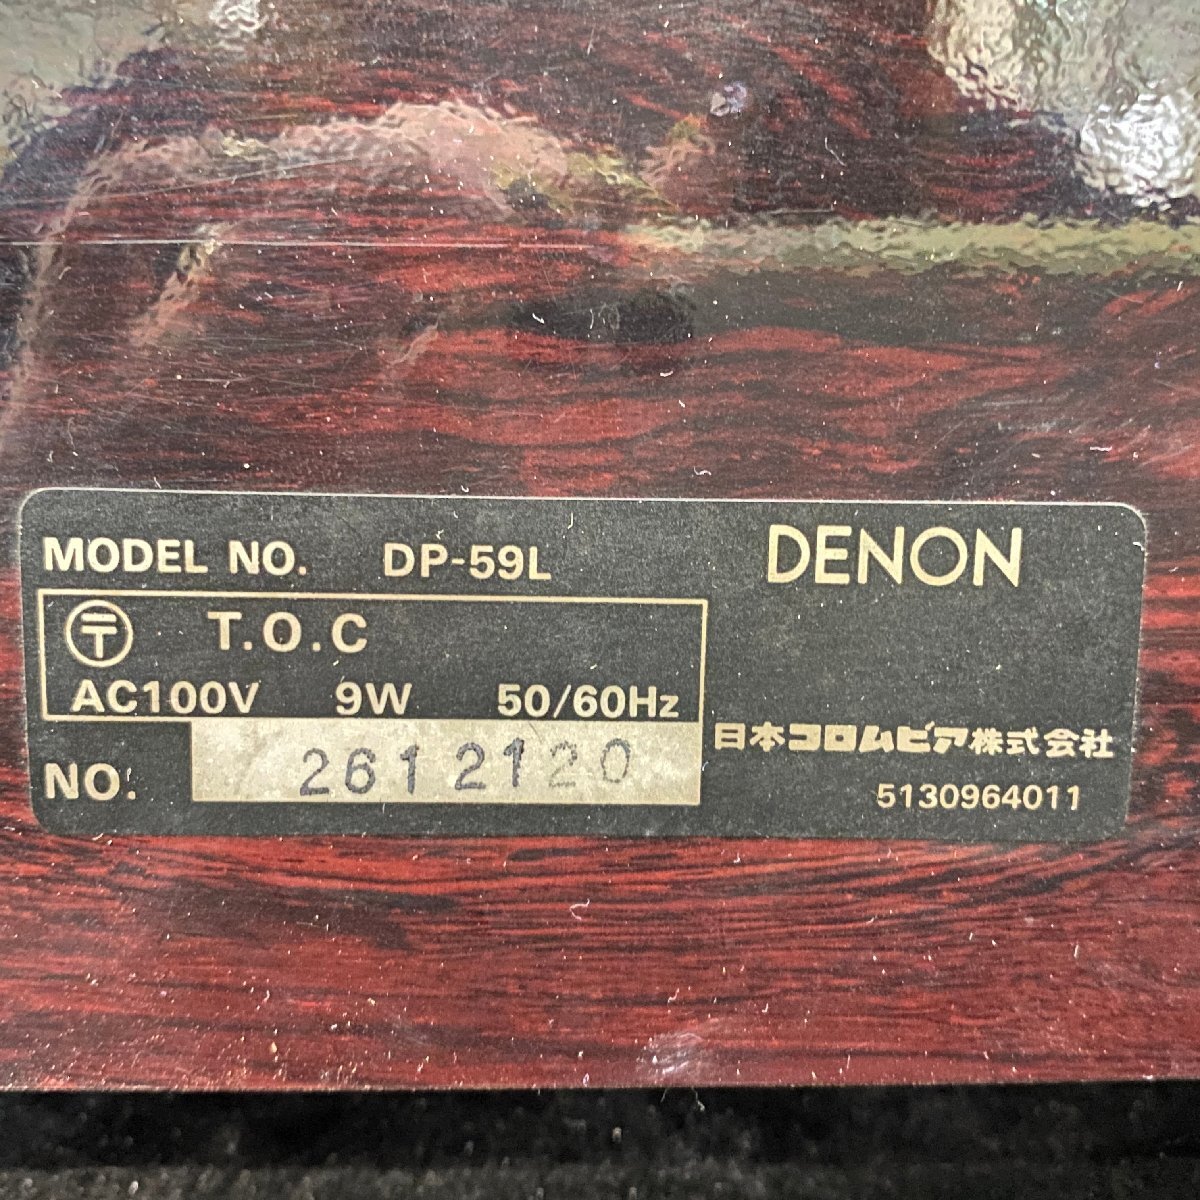 MODEL NO. DP-59L DENON
〒 T.O.C
AC100V 9W 50/60Hz
日本コロムビア株式会社
NO. 2612120
5130964011